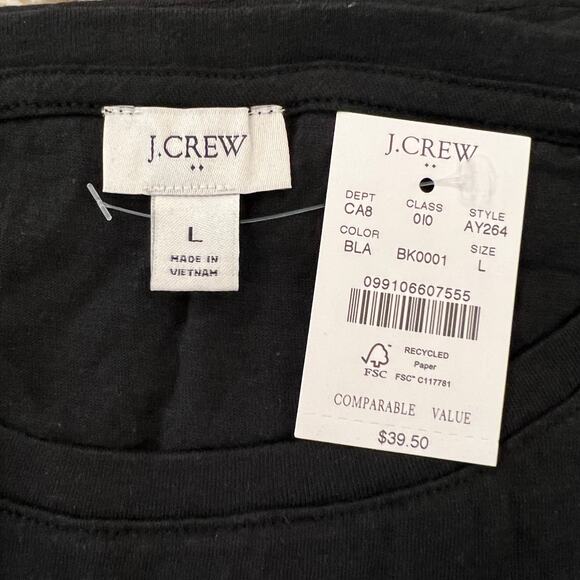 J.CREW
L
MADE IN
VIETNAM
J.CREW
DEPT CLASS STYLE
CA8 010 AY264
COLOR SIZE
BLA BK0001 L
099106607555
FSC
RECYCLED
Paper
FSC™ C117781
COMPARABLE VALUE
$39.50